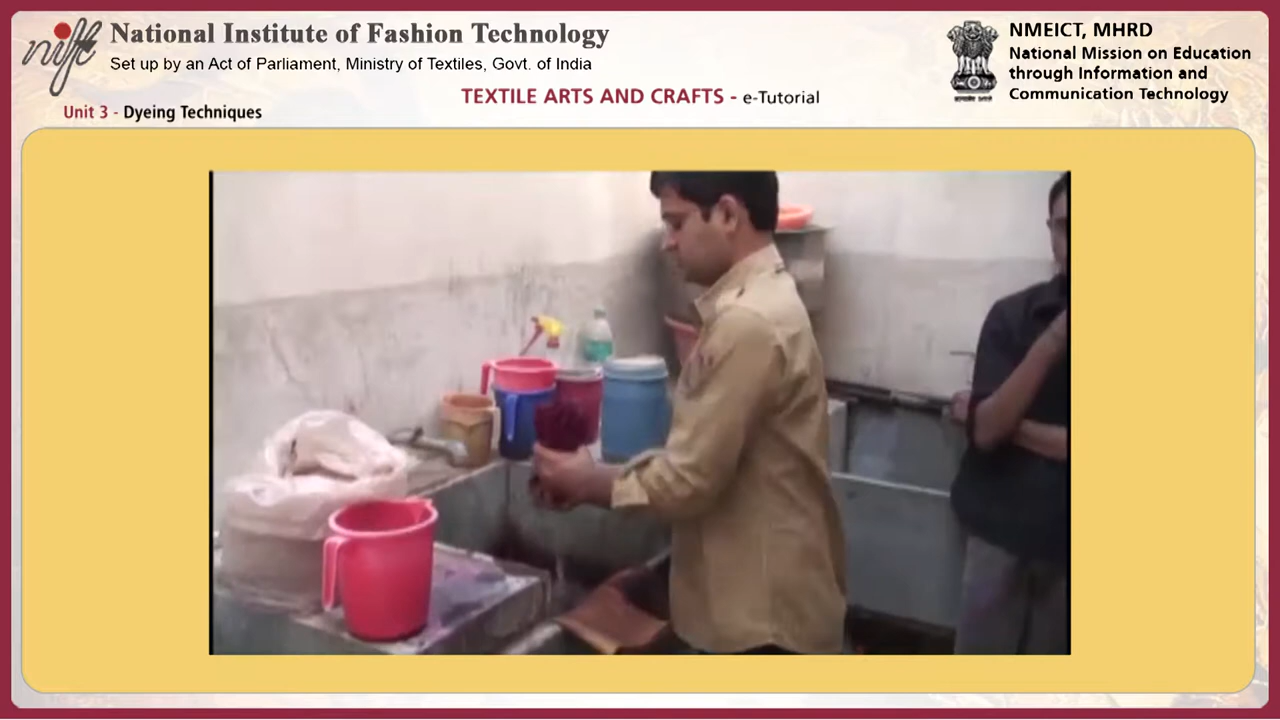 nift
National Institute of Fashion Technology
Set up by an Act of Parliament, Ministry of Textiles, Govt. of India
Unit 3 - Dyeing Techniques
TEXTILE ARTS AND CRAFTS - e-Tutorial
NMEICT, MHRD
National Mission on Education
through Information and
Communication Technology